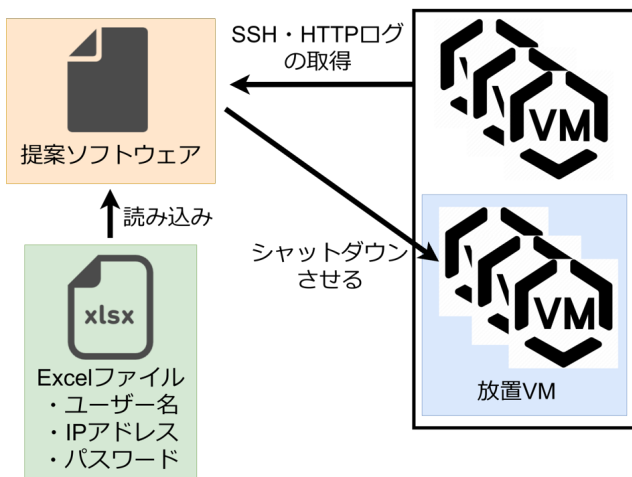 SSH・HTTPログ
の取得
VM
提案ソフトウェア
読み込み
シャットダウン
させる
xlsx
VM
Excelファイル
・ユーザー名
・IPアドレス
・パスワード
放置VM